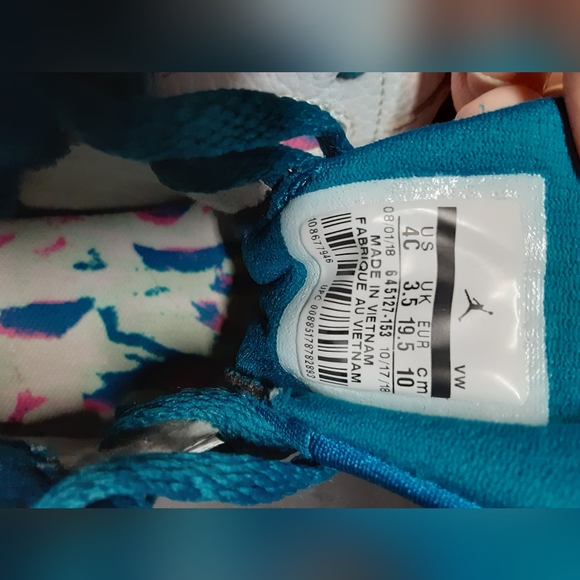 VW
US UK EUR cm
4C 3.5 19.5 10
08/01/18 645127-153 10/17/18
MADE IN VIETNAM
FABRIQUE AU VIETNAM